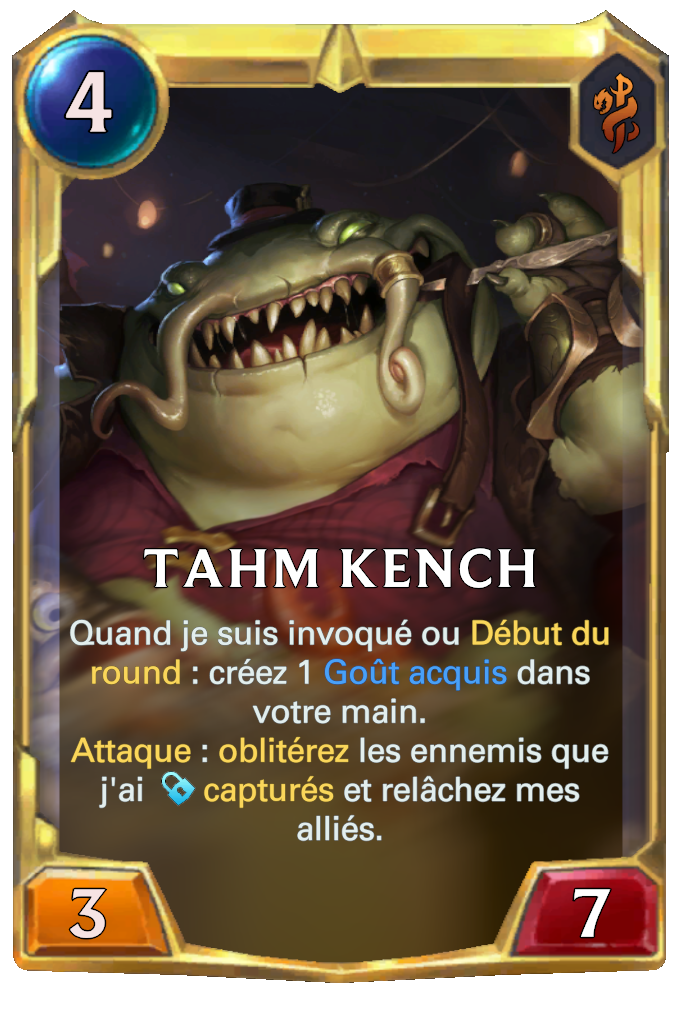 4
TAHM KENCH
Quand je suis invoqué ou Début du
round : créez 1 Goût acquis dans
votre main.
Attaque : oblitérez les ennemis que
j'ai capturés et relâchez mes
alliés.
3
7